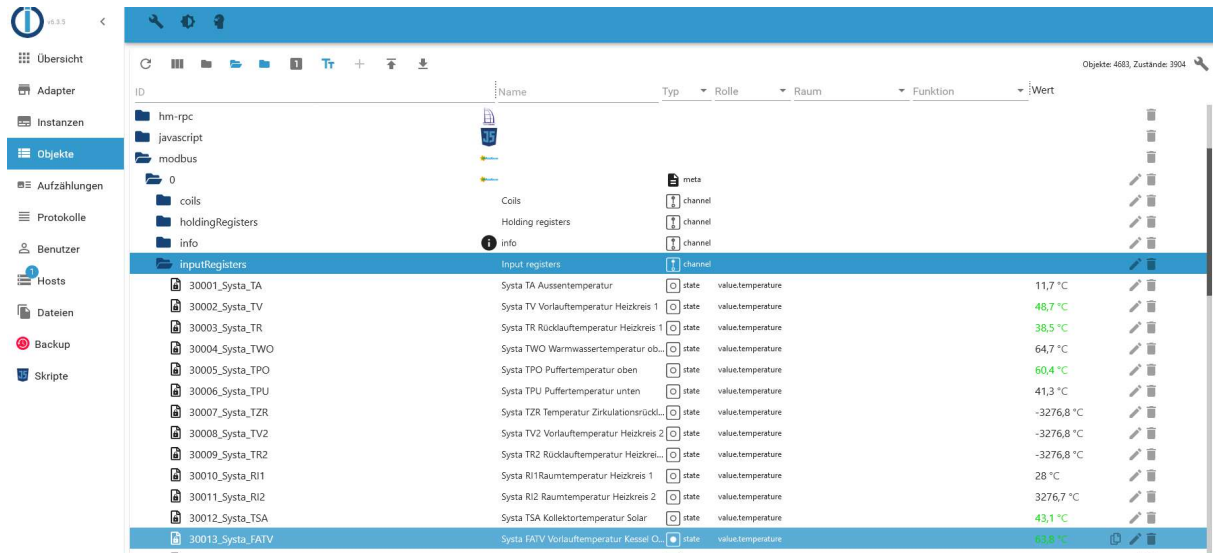 v6.3.5
Übersicht
Adapter
Instanzen
Objekte
Aufzählungen
Protokolle
Benutzer
1
Hosts
Dateien
Backup
JS Skripte
1 TT Objekte: 4683, Zustände: 3904
ID Name Typ Rolle Raum Funktion Wert
hm-rpc
javascript JS
modbus
0 meta
coils Coils channel
holdingRegisters Holding registers channel
info info channel
inputRegisters Input registers channel
30001_Systa_TA Systa TA Aussentemperatur state value.temperature 11,7 °C
30002_Systa_TV Systa TV Vorlauftemperatur Heizkreis 1 state value.temperature 48,7 °C
30003_Systa_TR Systa TR Rücklauftemperatur Heizkreis 1 state value.temperature 38,5 °C
30004_Systa_TWO Systa TWO Warmwassertemperatur ob... state value.temperature 64,7 °C
30005_Systa_TPO Systa TPO Puffertemperatur oben state value.temperature 60,4 °C
30006_Systa_TPU Systa TPU Puffertemperatur unten state value.temperature 41,3 °C
30007_Systa_TZR Systa TZR Temperatur Zirkulationsrückl... state value.temperature -3276,8 °C
30008_Systa_TV2 Systa TV2 Vorlauftemperatur Heizkreis 2 state value.temperature -3276,8 °C
30009_Systa_TR2 Systa TR2 Rücklauftemperatur Heizkrei... state value.temperature -3276,8 °C
30010_Systa_RI1 Systa RI1Raumtemperatur Heizkreis 1 state value.temperature 28 °C
30011_Systa_RI2 Systa RI2 Raumtemperatur Heizkreis 2 state value.temperature 3276,7 °C
30012_Systa_TSA Systa TSA Kollektortemperatur Solar state value.temperature 43,1 °C
30013_Systa_FATV Systa FATV Vorlauftemperatur Kessel O... state value.temperature 63,8 °C